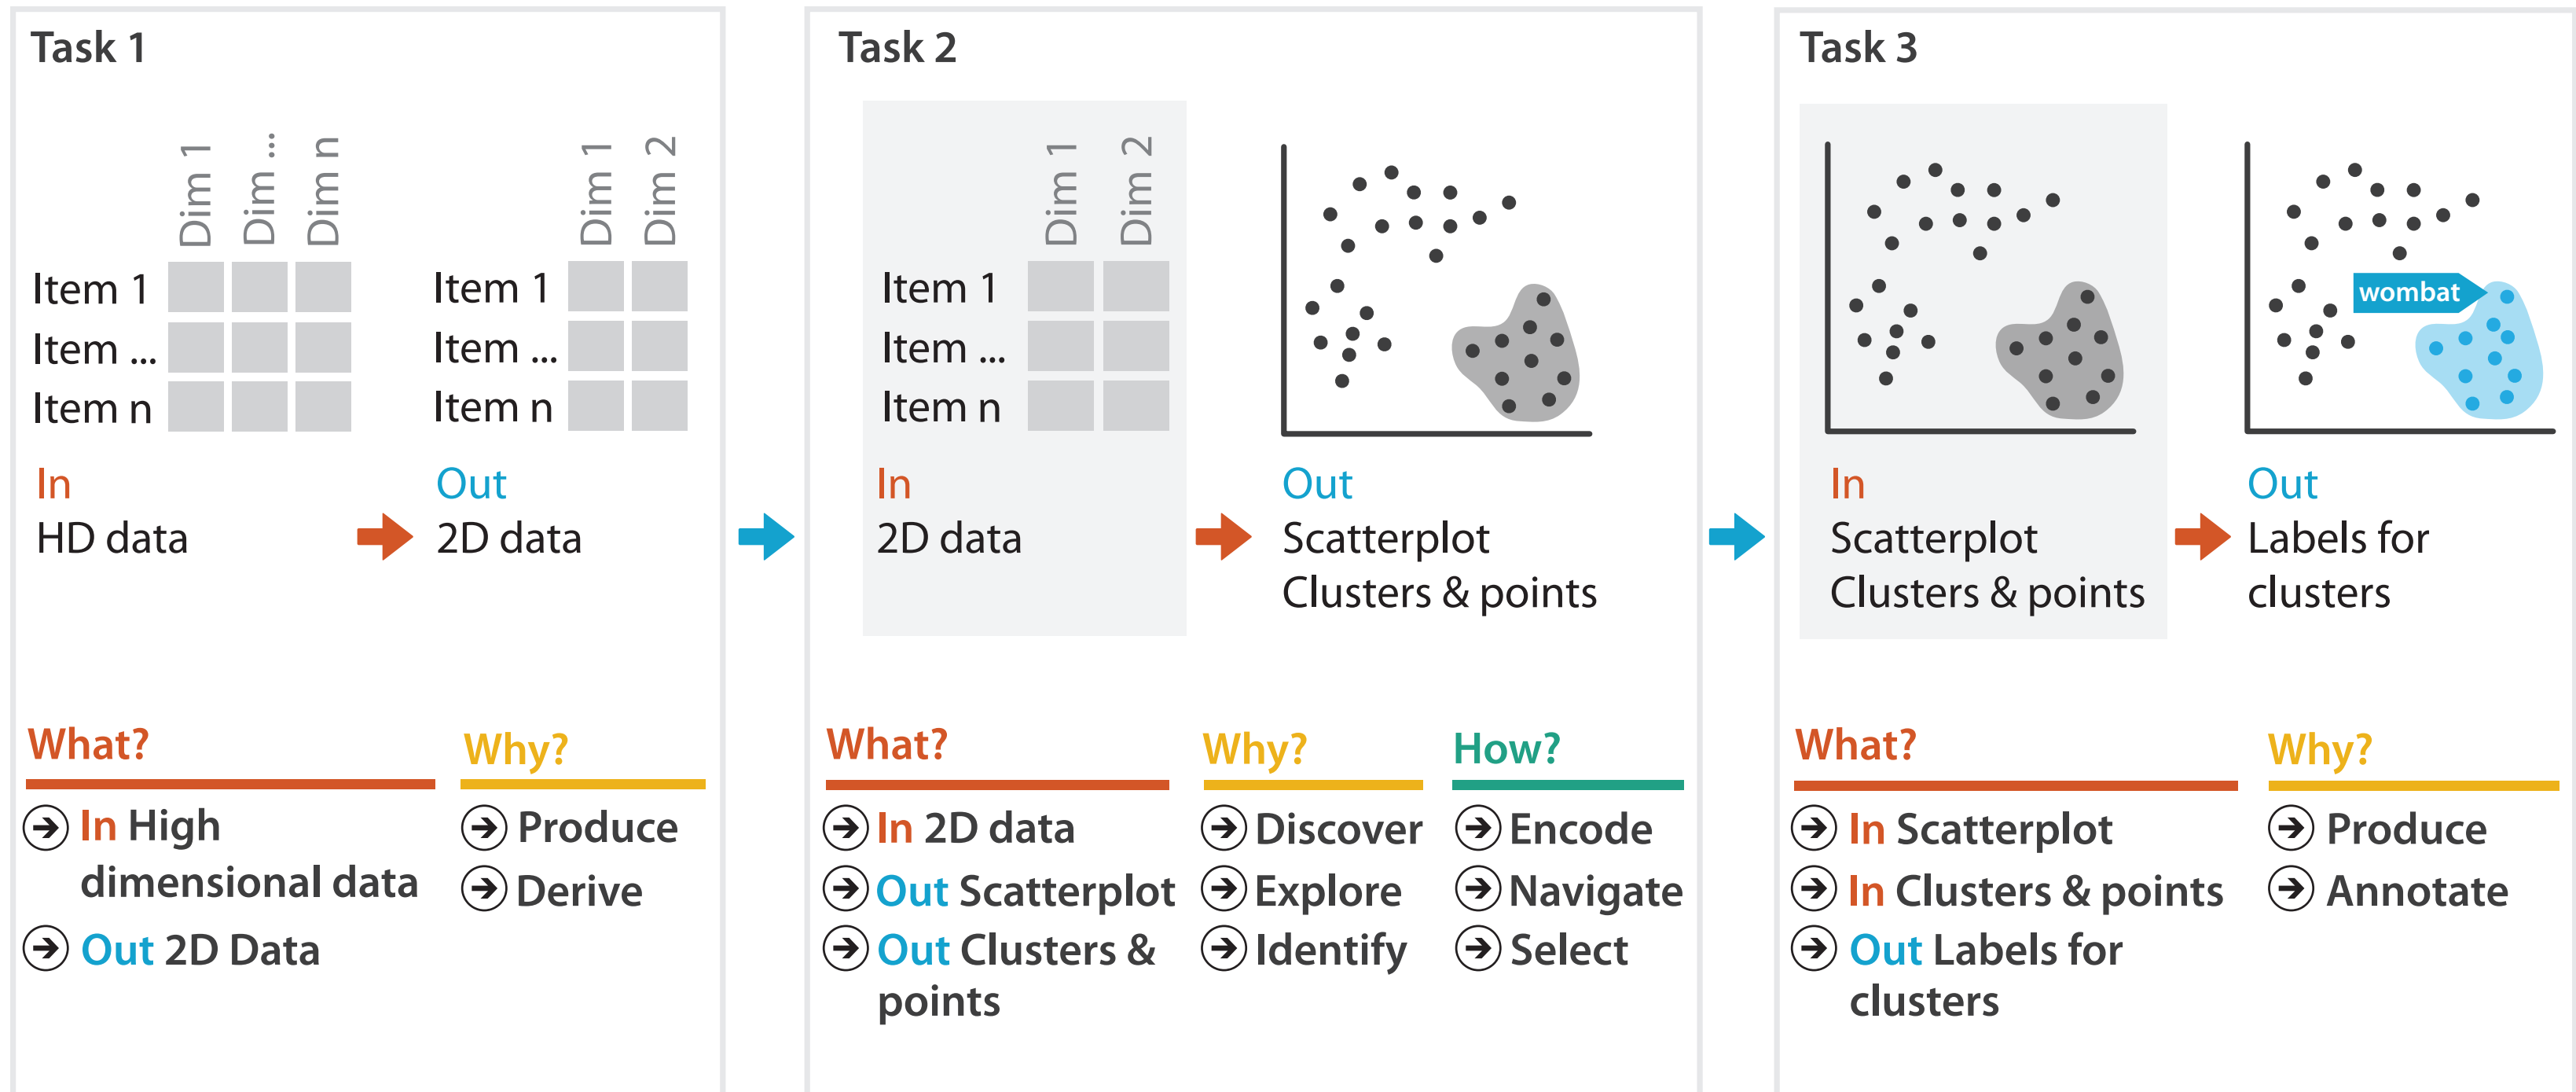 Task 1
Dim 1
Dim ...
Dim n
Item 1
Item ...
Item n
In
HD data
Dim 1
Dim 2
Item 1
Item ...
Item n
Out
2D data
What?
In High
dimensional data
Out 2D Data
Why?
Produce
Derive
Task 2
Dim 1
Dim 2
Item 1
Item ...
Item n
In
2D data
Out
Scatterplot
Clusters & points
What?
In 2D data
Out Scatterplot
Out Clusters &
points
Why?
Discover
Explore
Identify
How?
Encode
Navigate
Select
Task 3
In
Scatterplot
Clusters & points
wombat
Out
Labels for
clusters
What?
In Scatterplot
In Clusters & points
Out Labels for
clusters
Why?
Produce
Annotate